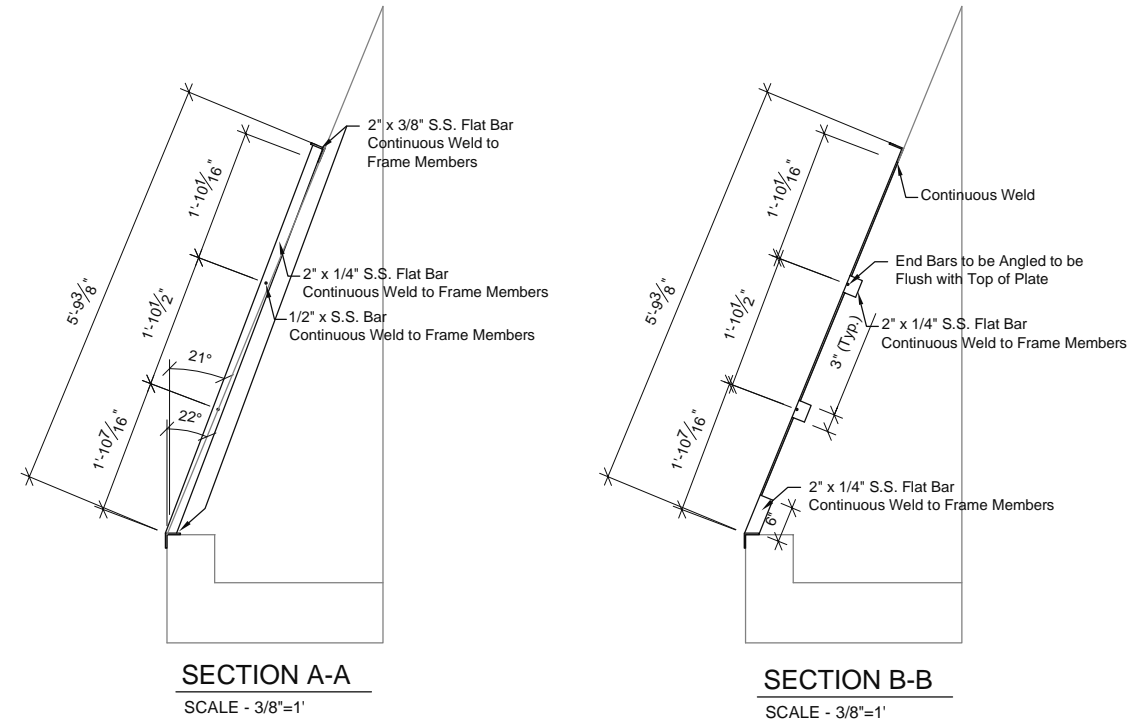 2" x 3/8" S.S. Flat Bar
Continuous Weld to
Frame Members
1'-10 1/16"
5'-9 3/8"
2" x 1/4" S.S. Flat Bar
Continuous Weld to Frame Members
1'-10 1/2"
1/2" x S.S. Bar
Continuous Weld to Frame Members
21°
22°
1'-10 7/16"
SECTION A-A
SCALE - 3/8"=1'
1'-10 1/16"
Continuous Weld
5'-9 3/8"
End Bars to be Angled to be
Flush with Top of Plate
1'-10 1/2"
2" x 1/4" S.S. Flat Bar
Continuous Weld to Frame Members
3" (Typ.)
1'-10 7/16"
2" x 1/4" S.S. Flat Bar
Continuous Weld to Frame Members
6"
SECTION B-B
SCALE - 3/8"=1'